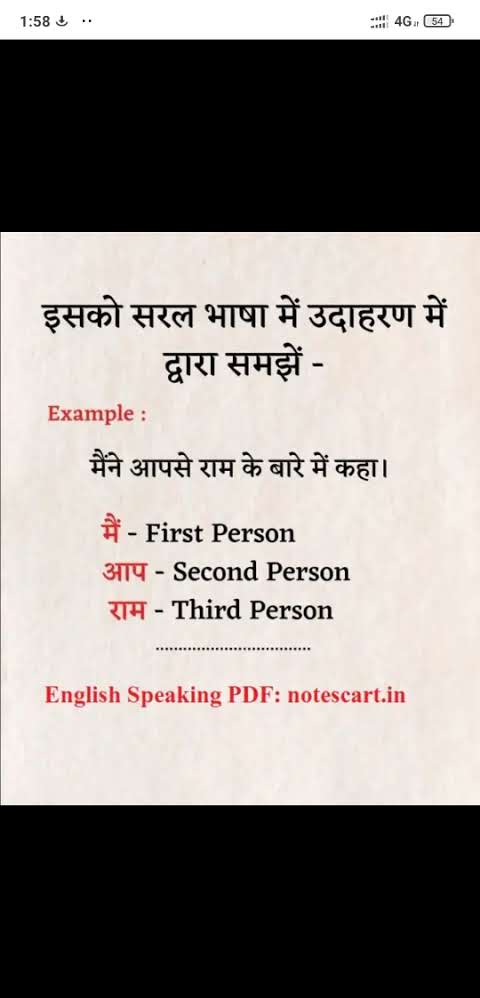 1:58
4G 54
इसको सरल भाषा में उदाहरण में
द्वारा समझें -
Example :
मैंने आपसे राम के बारे में कहा।
मैं - First Person
आप - Second Person
राम - Third Person
..................................
English Speaking PDF: notescart.in